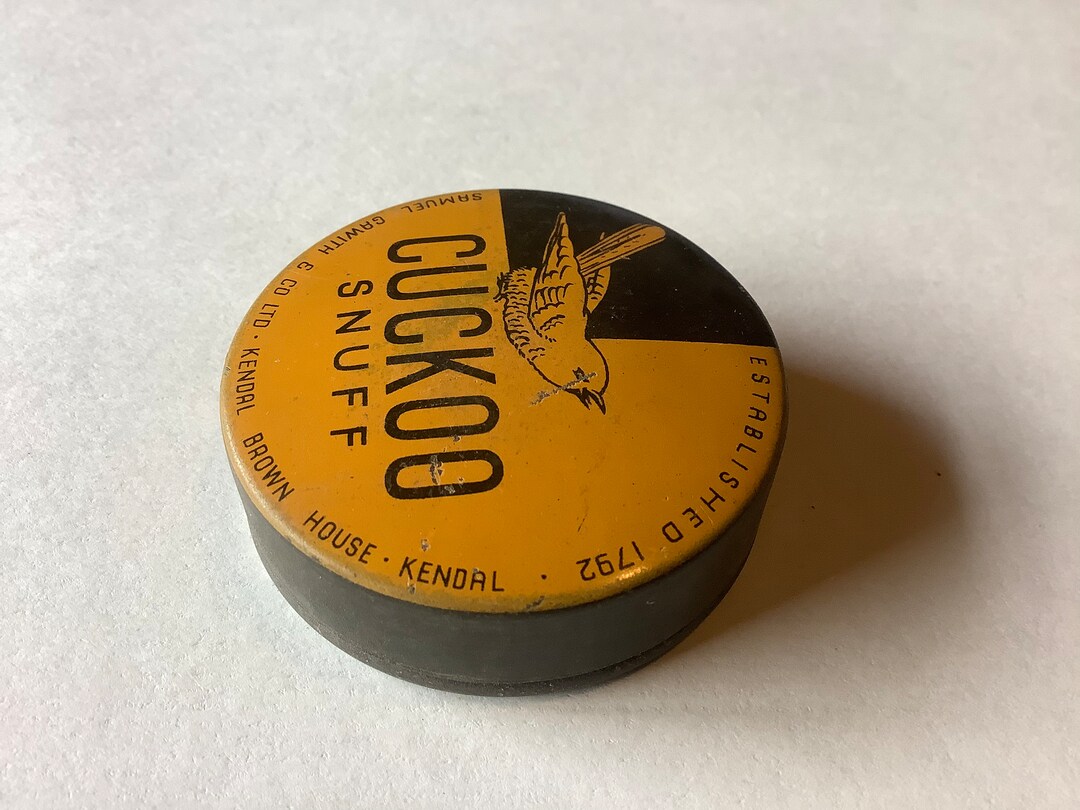 CUCKOO
SNUFF
SAMUEL GAWITH & CO LTD · KENDAL BROWN HOUSE · KENDAL ·
ESTABLISHED 1792